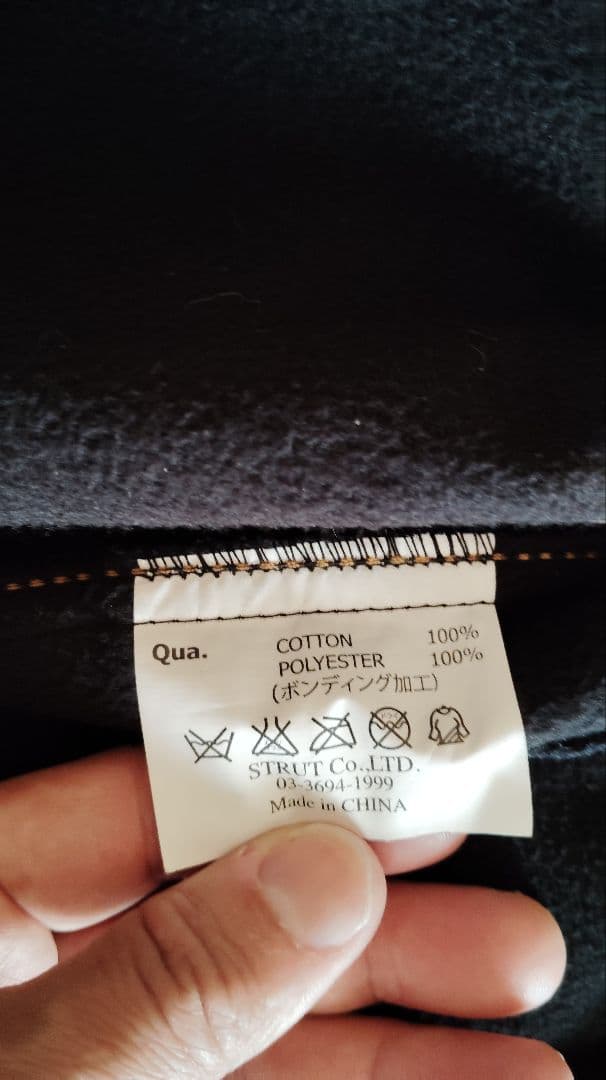 Qua. COTTON 100%
POLYESTER 100%
(ボンディング加工)
STRUT Co.,LTD.
03-3694-1999
Made in CHINA